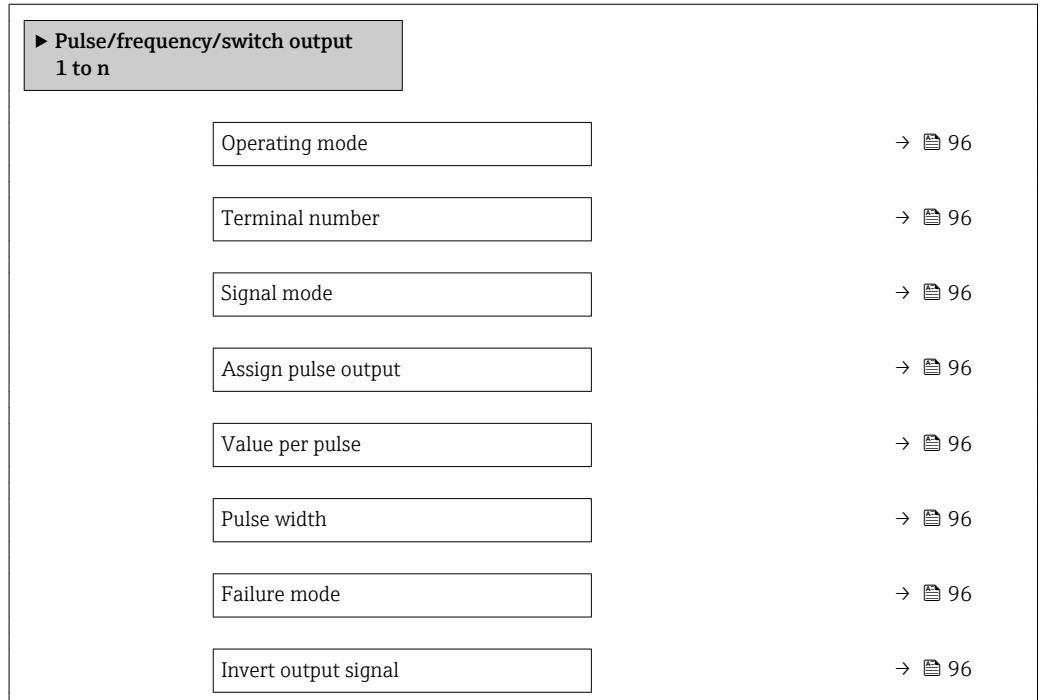 ▶ Pulse/frequency/switch output
1 to n
Operating mode → 96
Terminal number → 96
Signal mode → 96
Assign pulse output → 96
Value per pulse → 96
Pulse width → 96
Failure mode → 96
Invert output signal → 96